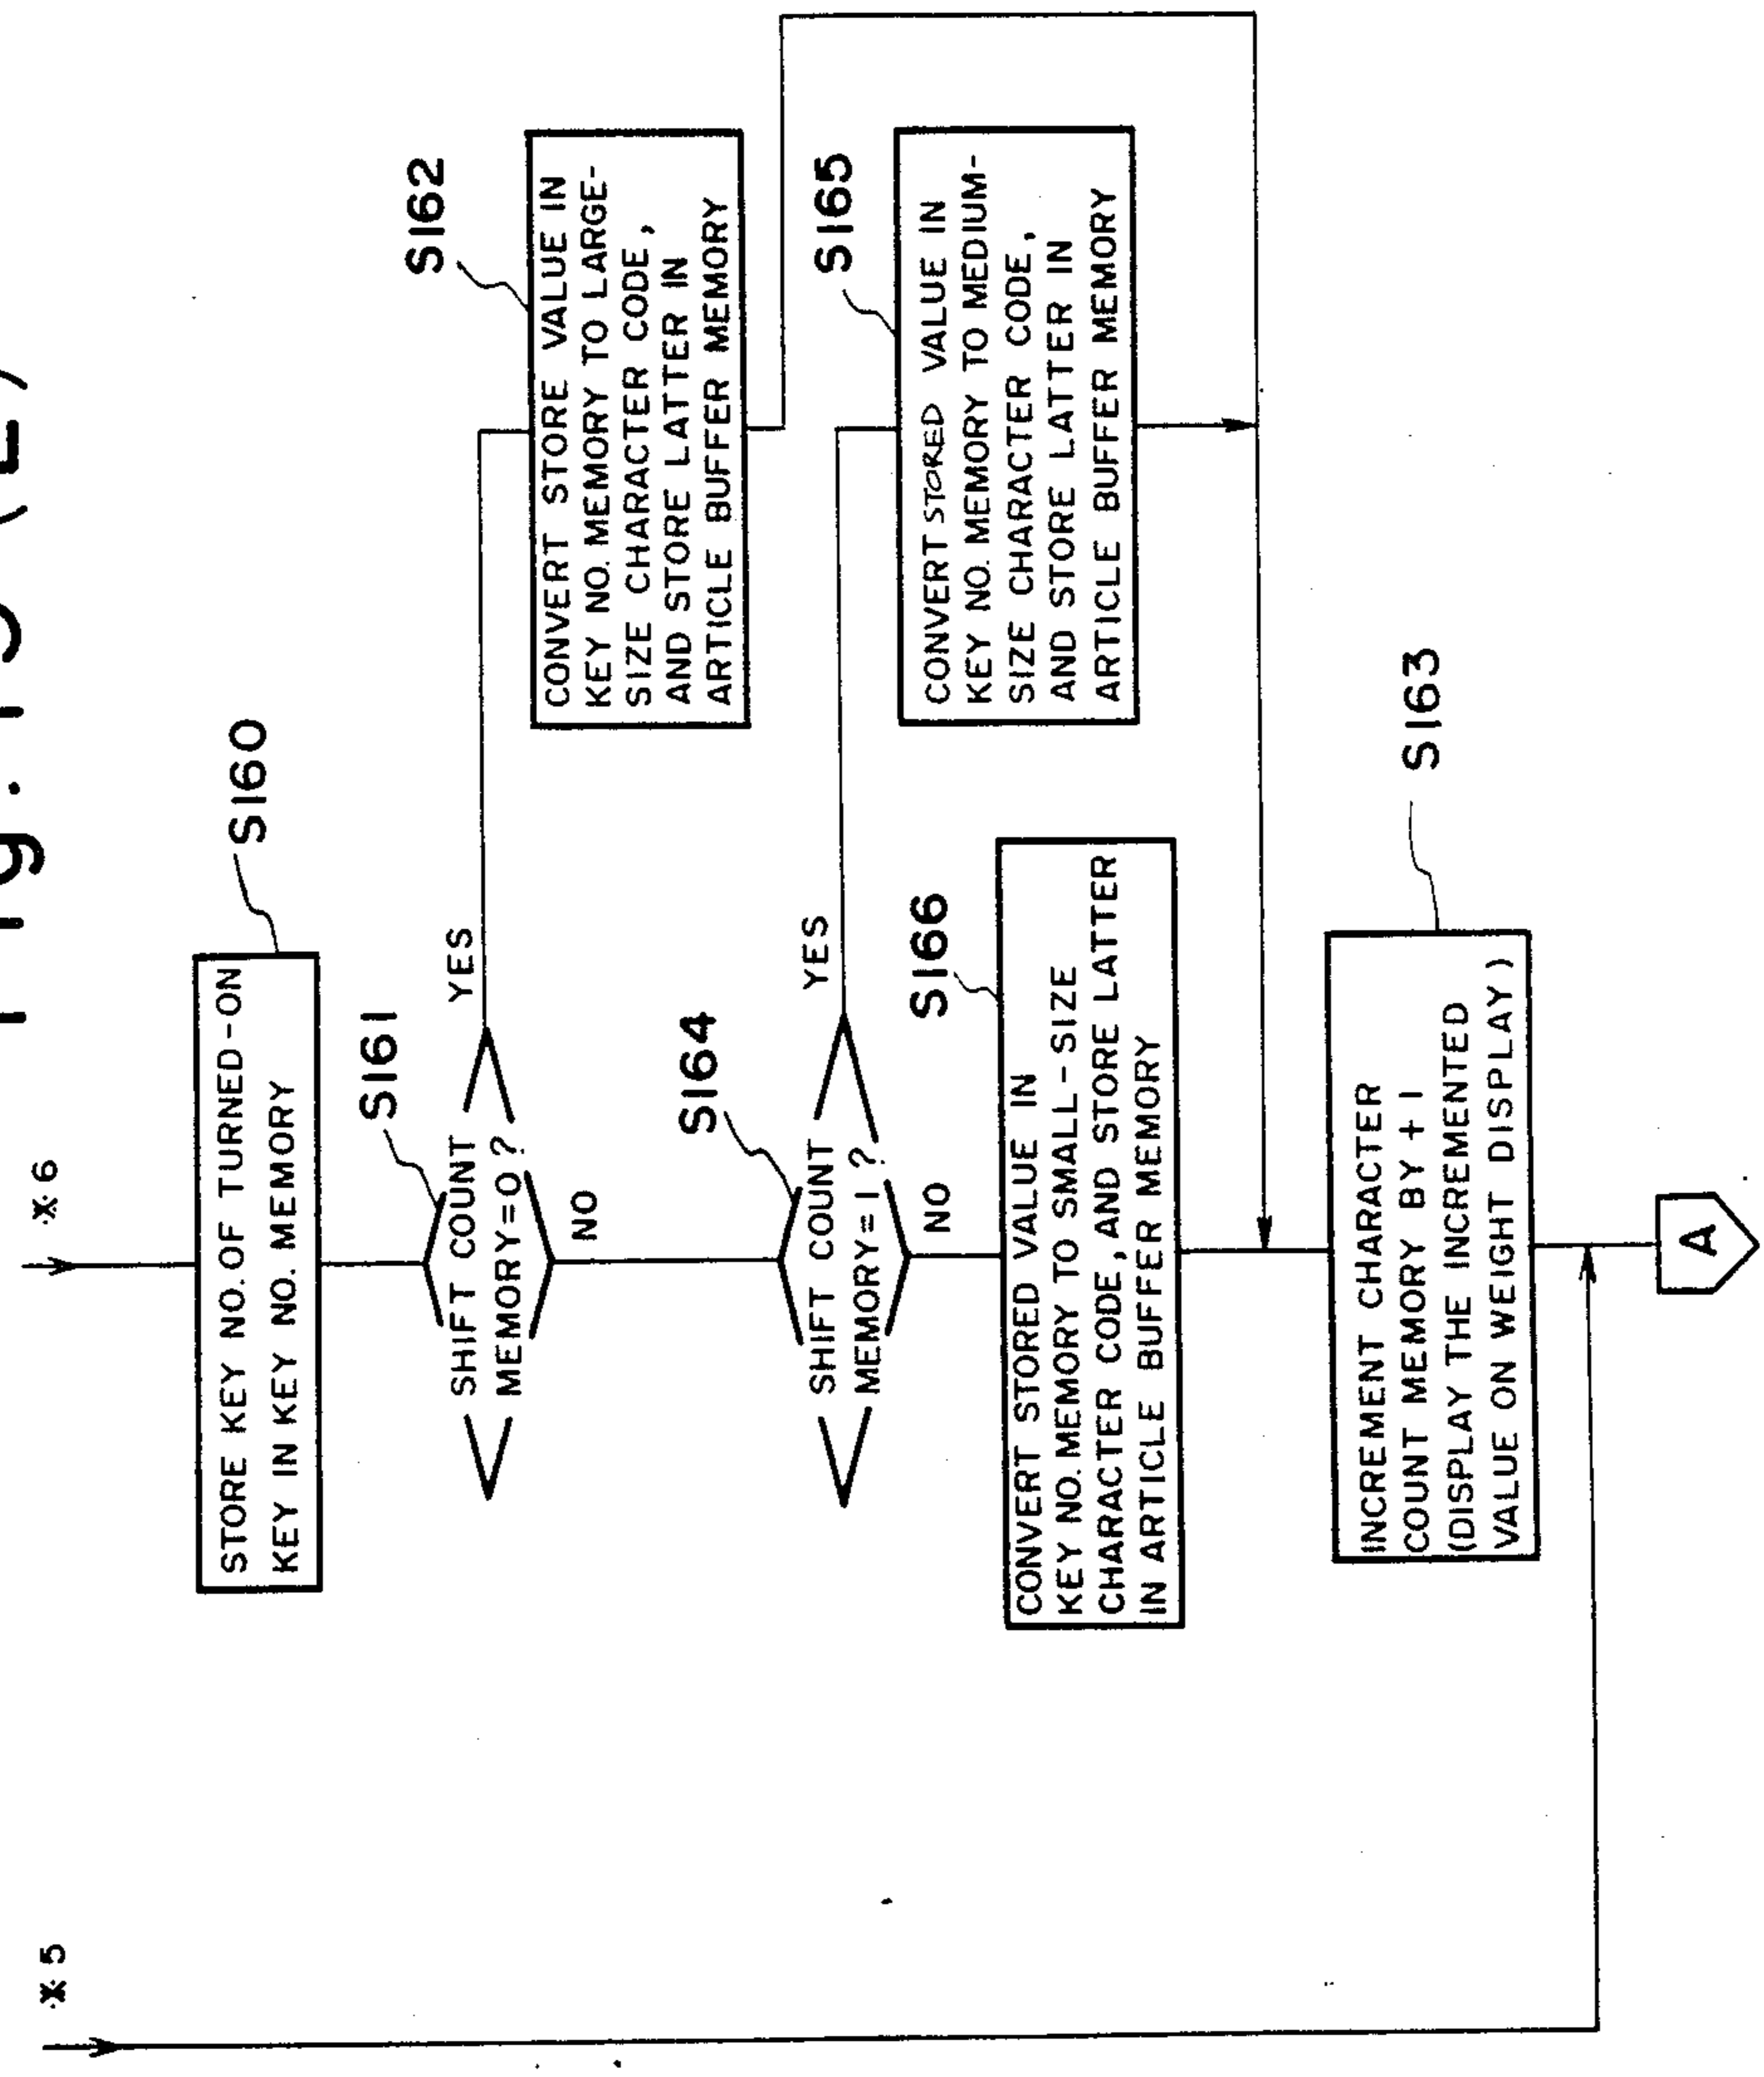 ※5
※6
S160
STORE KEY NO. OF TURNED-ON
KEY IN KEY NO. MEMORY
S161
SHIFT COUNT
MEMORY=0?
YES
NO
S162
CONVERT STORE VALUE IN
KEY NO. MEMORY TO LARGE-
SIZE CHARACTER CODE,
AND STORE LATTER IN
ARTICLE BUFFER MEMORY
S164
SHIFT COUNT
MEMORY=1?
YES
NO
S165
CONVERT STORED VALUE IN
KEY NO. MEMORY TO MEDIUM-
SIZE CHARACTER CODE,
AND STORE LATTER IN
ARTICLE BUFFER MEMORY
S166
CONVERT STORED VALUE IN
KEY NO. MEMORY TO SMALL-SIZE
CHARACTER CODE, AND STORE LATTER
IN ARTICLE BUFFER MEMORY
S163
INCREMENT CHARACTER
COUNT MEMORY BY +1
(DISPLAY THE INCREMENTED
VALUE ON WEIGHT DISPLAY)
A